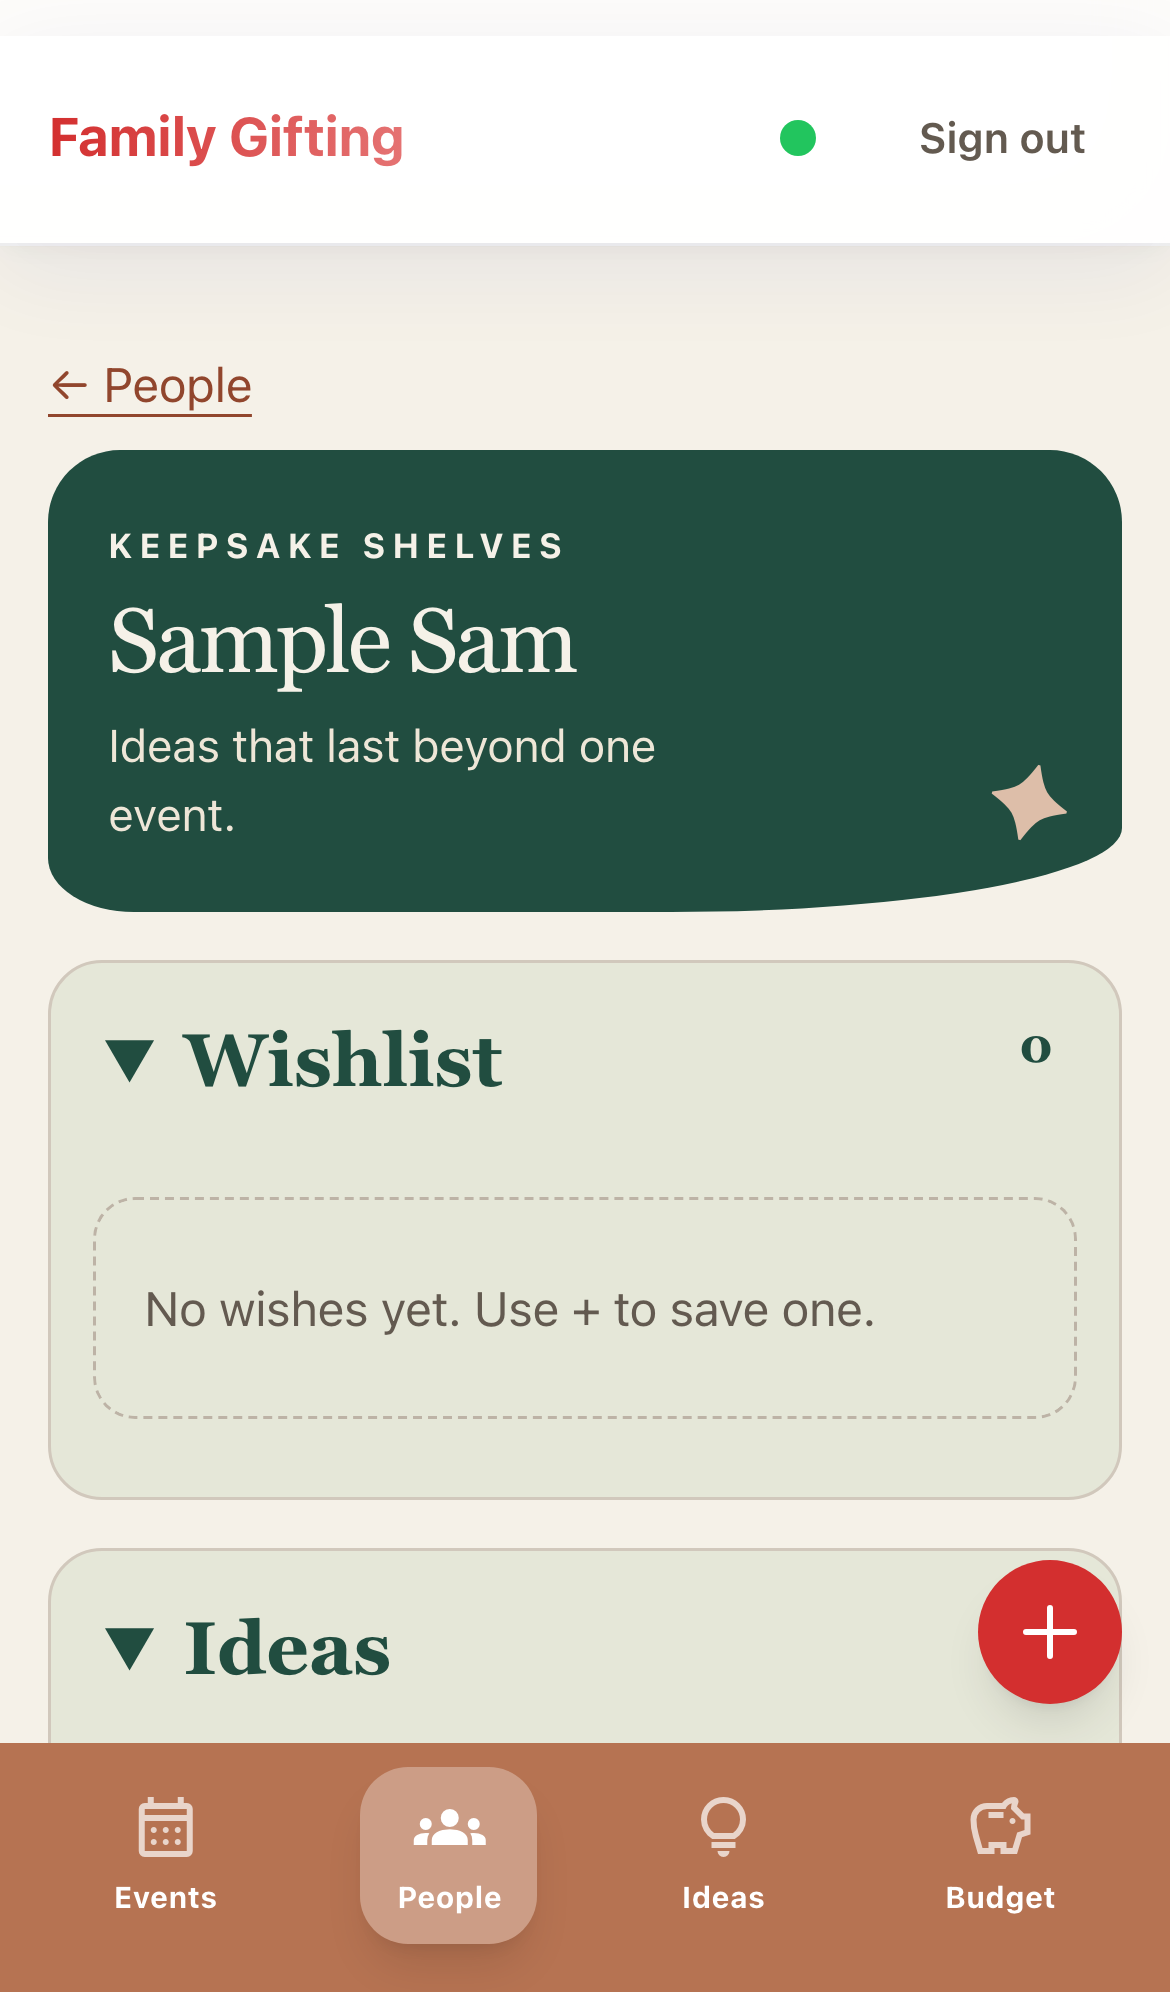 Family Gifting
Sign out
← People
KEEPSAKE SHELVES
Sample Sam
Ideas that last beyond one
event.
Wishlist
0
No wishes yet. Use + to save one.
Ideas
Events
People
Ideas
Budget